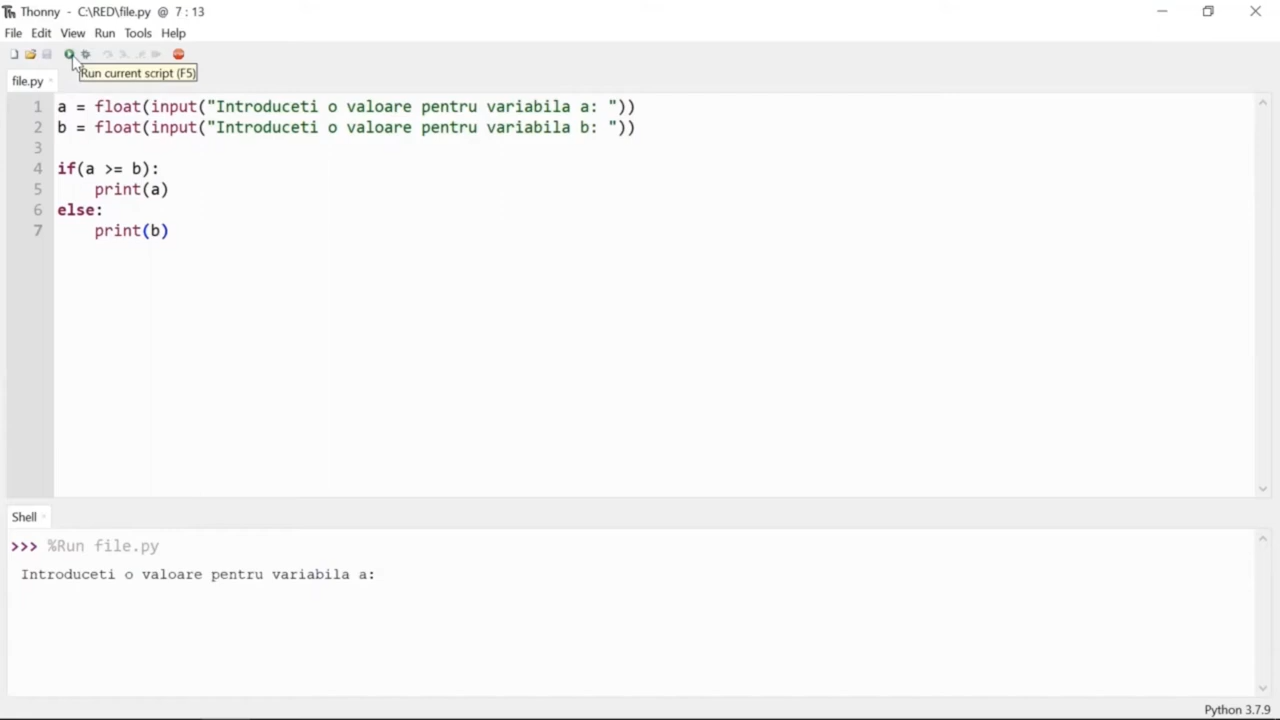 Thonny - C:\RED\file.py @ 7 : 13
File Edit View Run Tools Help
Run current script (F5)
file.py
1 a = float(input("Introduceti o valoare pentru variabila a: "))
2 b = float(input("Introduceti o valoare pentru variabila b: "))
3
4 if(a >= b):
5     print(a)
6 else:
7     print(b)
Shell
>>> %Run file.py
Introduceti o valoare pentru variabila a:
Python 3.7.9